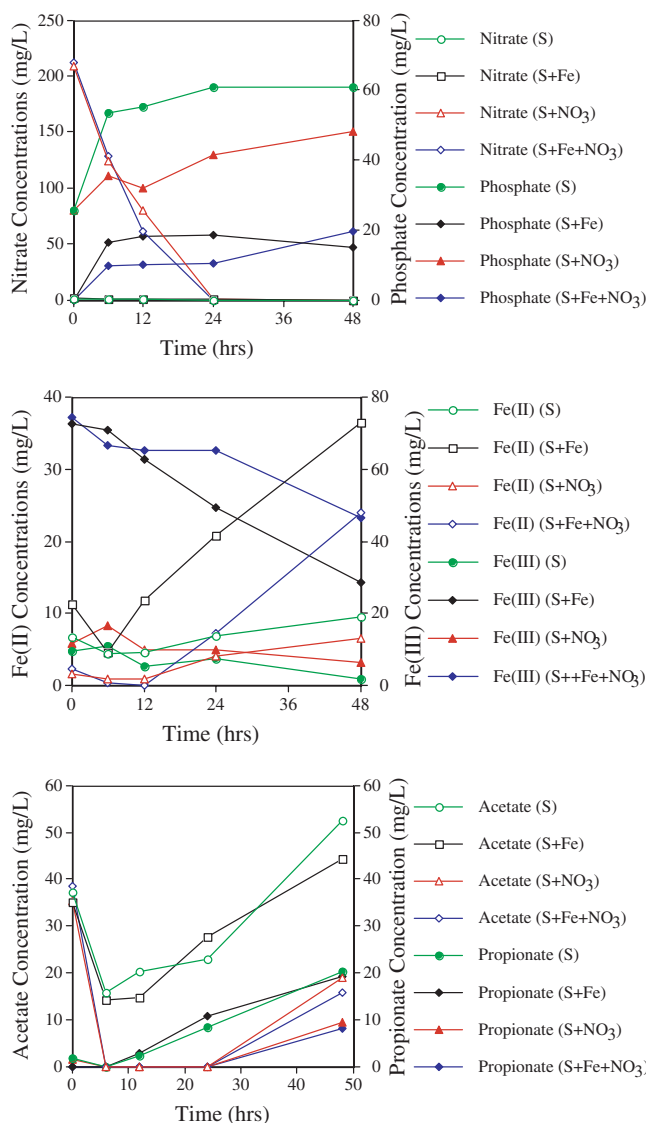 250
200
150
100
50
0
Nitrate Concentrations (mg/L)
80
60
40
20
0
Phosphate Concentration (mg/L)
0
12
24
36
48
Time (hrs)
Nitrate (S)
Nitrate (S+Fe)
Nitrate (S+NO3)
Nitrate (S+Fe+NO3)
Phosphate (S)
Phosphate (S+Fe)
Phosphate (S+NO3)
Phosphate (S+Fe+NO3)
40
30
20
10
0
Fe(II) Concentrations (mg/L)
80
60
40
20
0
Fe(III) Concentrations (mg/L)
0
12
24
36
48
Time (hrs)
Fe(II) (S)
Fe(II) (S+Fe)
Fe(II) (S+NO3)
Fe(II) (S+Fe+NO3)
Fe(III) (S)
Fe(III) (S+Fe)
Fe(III) (S+NO3)
Fe(III) (S++Fe+NO3)
60
50
40
30
20
10
0
Acetate Concentration (mg/L)
60
50
40
30
20
10
0
Propionate Concentration (mg/L)
0
10
20
30
40
50
Time (hrs)
Acetate (S)
Acetate (S+Fe)
Acetate (S+NO3)
Acetate (S+Fe+NO3)
Propionate (S)
Propionate (S+Fe)
Propionate (S+NO3)
Propionate (S+Fe+NO3)